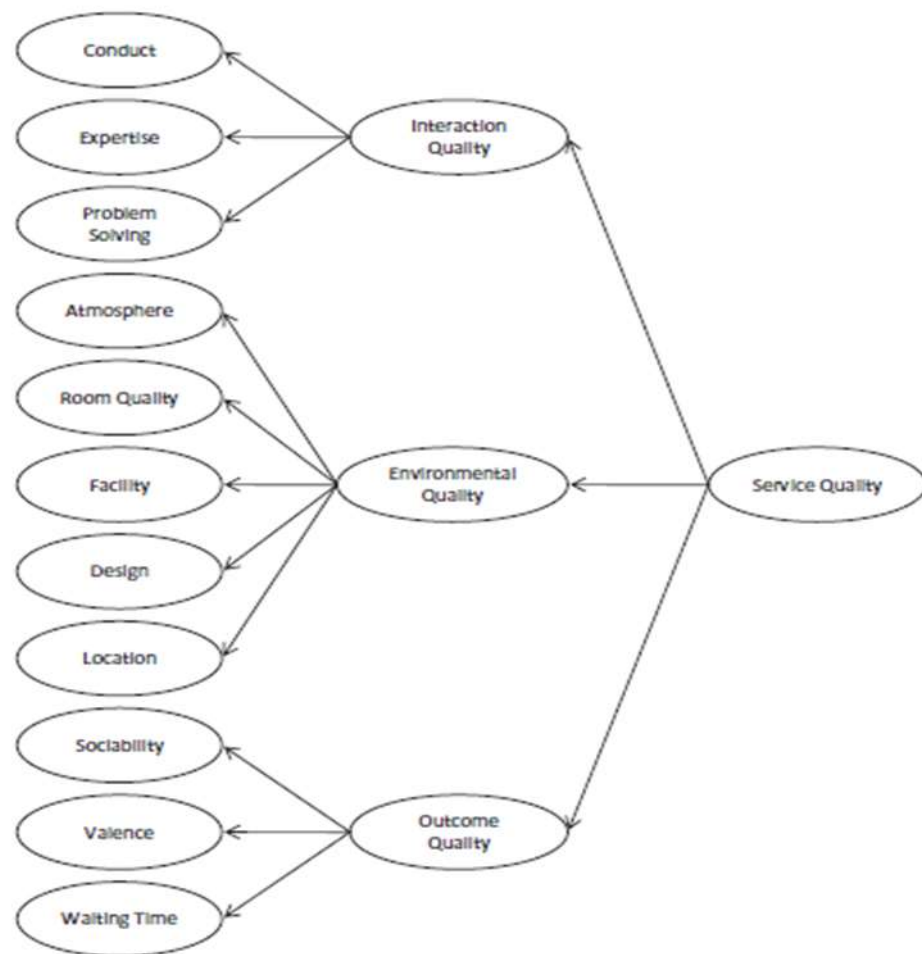 Conduct
Expertise
Problem
Solving
Atmosphere
Room Quality
Facility
Design
Location
Sociability
Valence
Waiting Time
Interaction
Quality
Environmental
Quality
Outcome
Quality
Service Quality